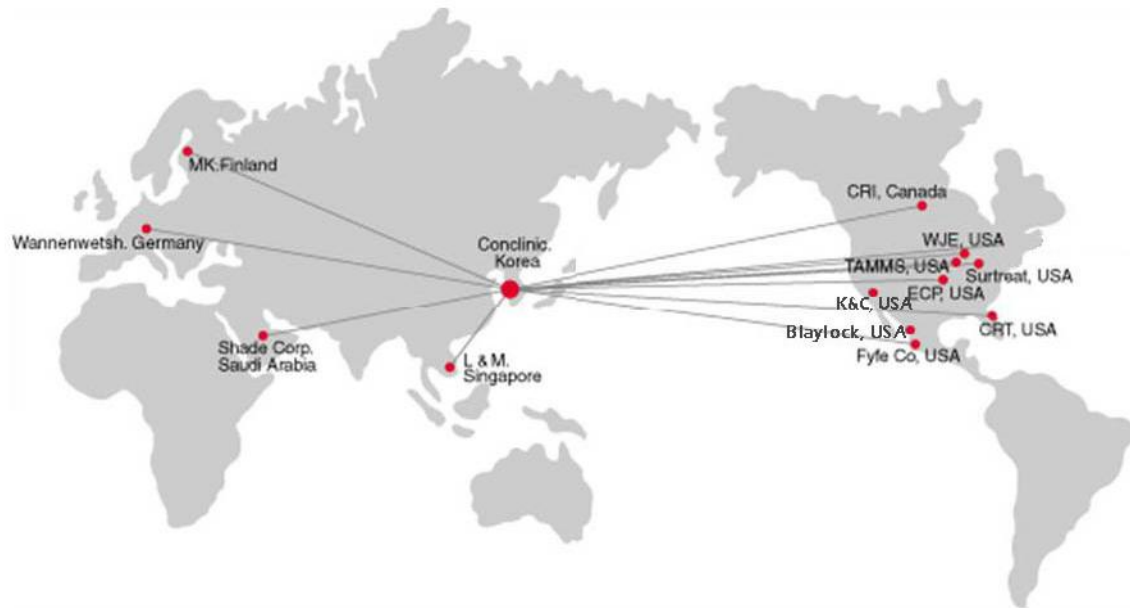 MK.Finland
Wannenwetsh. Germany
Shade Corp.
Saudi Arabia
Conclinic.
Korea
L & M.
Singapore
CRI, Canada
WJE, USA
TAMMS, USA
Surtreat, USA
ECP, USA
K&C, USA
CRT, USA
Blaylock, USA
Fyfe Co, USA